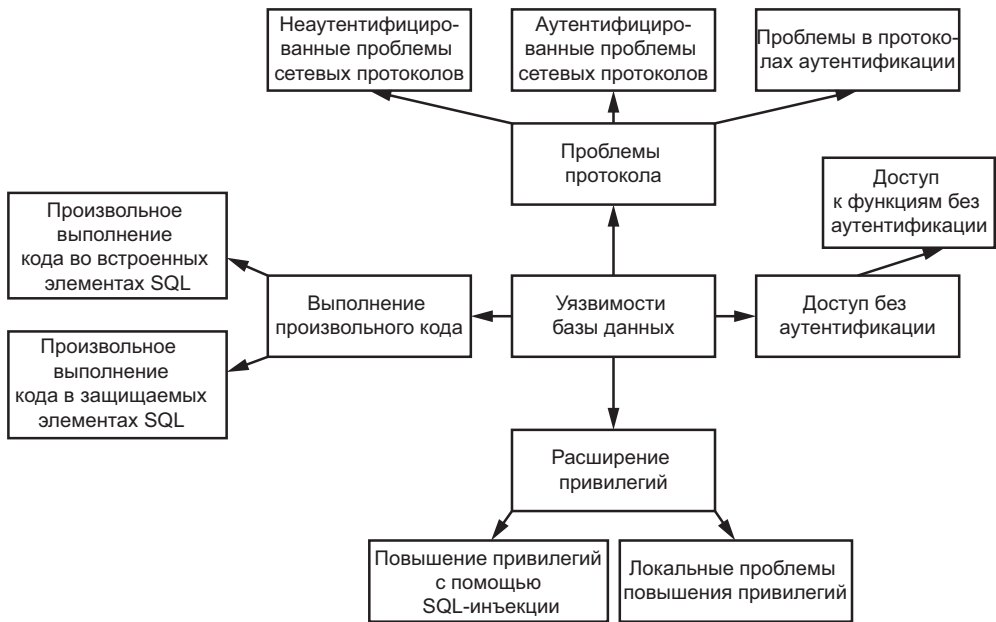 Неаутентифициро-
ванные проблемы
сетевых протоколов
Аутентифициро-
ванные проблемы
сетевых протоколов
Проблемы в протоко-
лах аутентификации
Проблемы
протокола
Доступ
к функциям без
аутентификации
Произвольное
выполнение
кода во встроенных
элементах SQL
Выполнение
произвольного кода
Уязвимости
базы данных
Доступ без
аутентификации
Произвольное
выполнение
кода в защищаемых
элементах SQL
Расширение
привилегий
Повышение привилегий
с помощью
SQL-инъекции
Локальные проблемы
повышения привилегий